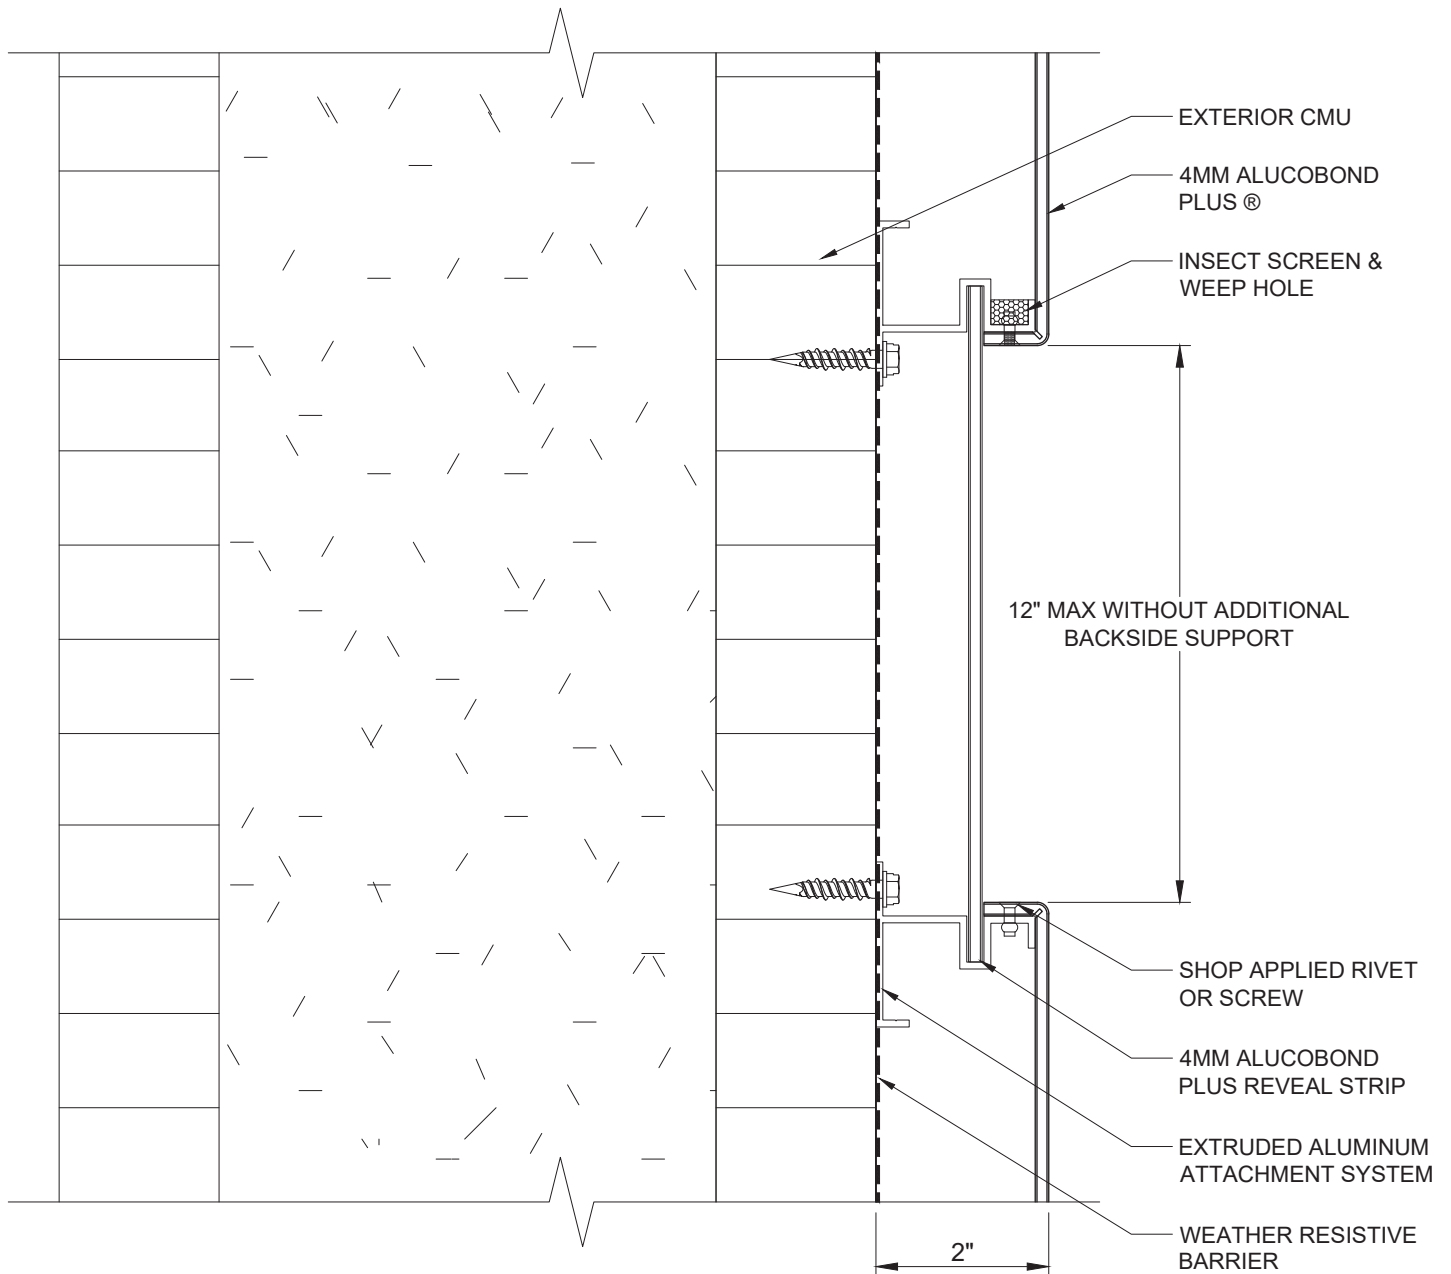 EXTERIOR CMU
4MM ALUCOBOND
PLUS ®
INSECT SCREEN &
WEEP HOLE
12" MAX WITHOUT ADDITIONAL
BACKSIDE SUPPORT
SHOP APPLIED RIVET
OR SCREW
4MM ALUCOBOND
PLUS REVEAL STRIP
EXTRUDED ALUMINUM
ATTACHMENT SYSTEM
WEATHER RESISTIVE
BARRIER
2"